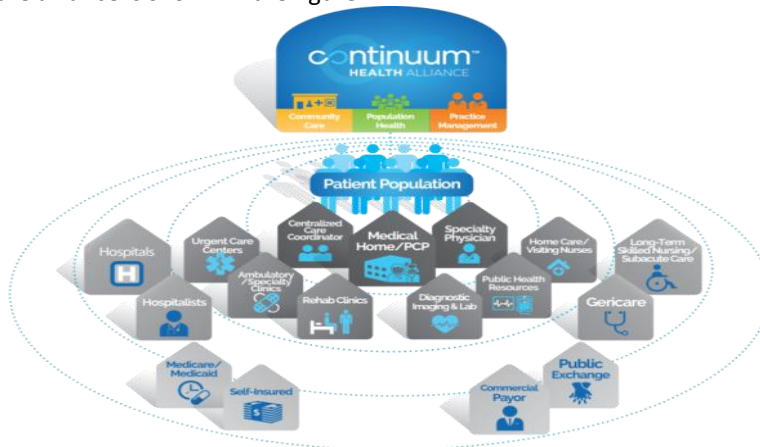 continuum™
HEALTH ALLIANCE
Community
Care
Population
Health
Practice
Management
Patient Population
Hospitals
Urgent Care
Centers
Centralized
Care
Coordinator
Medical
Home/PCP
Specialty
Physician
Home Care/
Visiting Nurses
Long-Term
Skilled Nursing/
Subacute Care
Hospitalists
Ambulatory
/Specialty
Clinics
Rehab Clinics
Diagnostic
Imaging & Lab
Public Health
Resources
Gericare
Medicare/
Medicaid
Self-Insured
Commercial
Payor
Public
Exchange